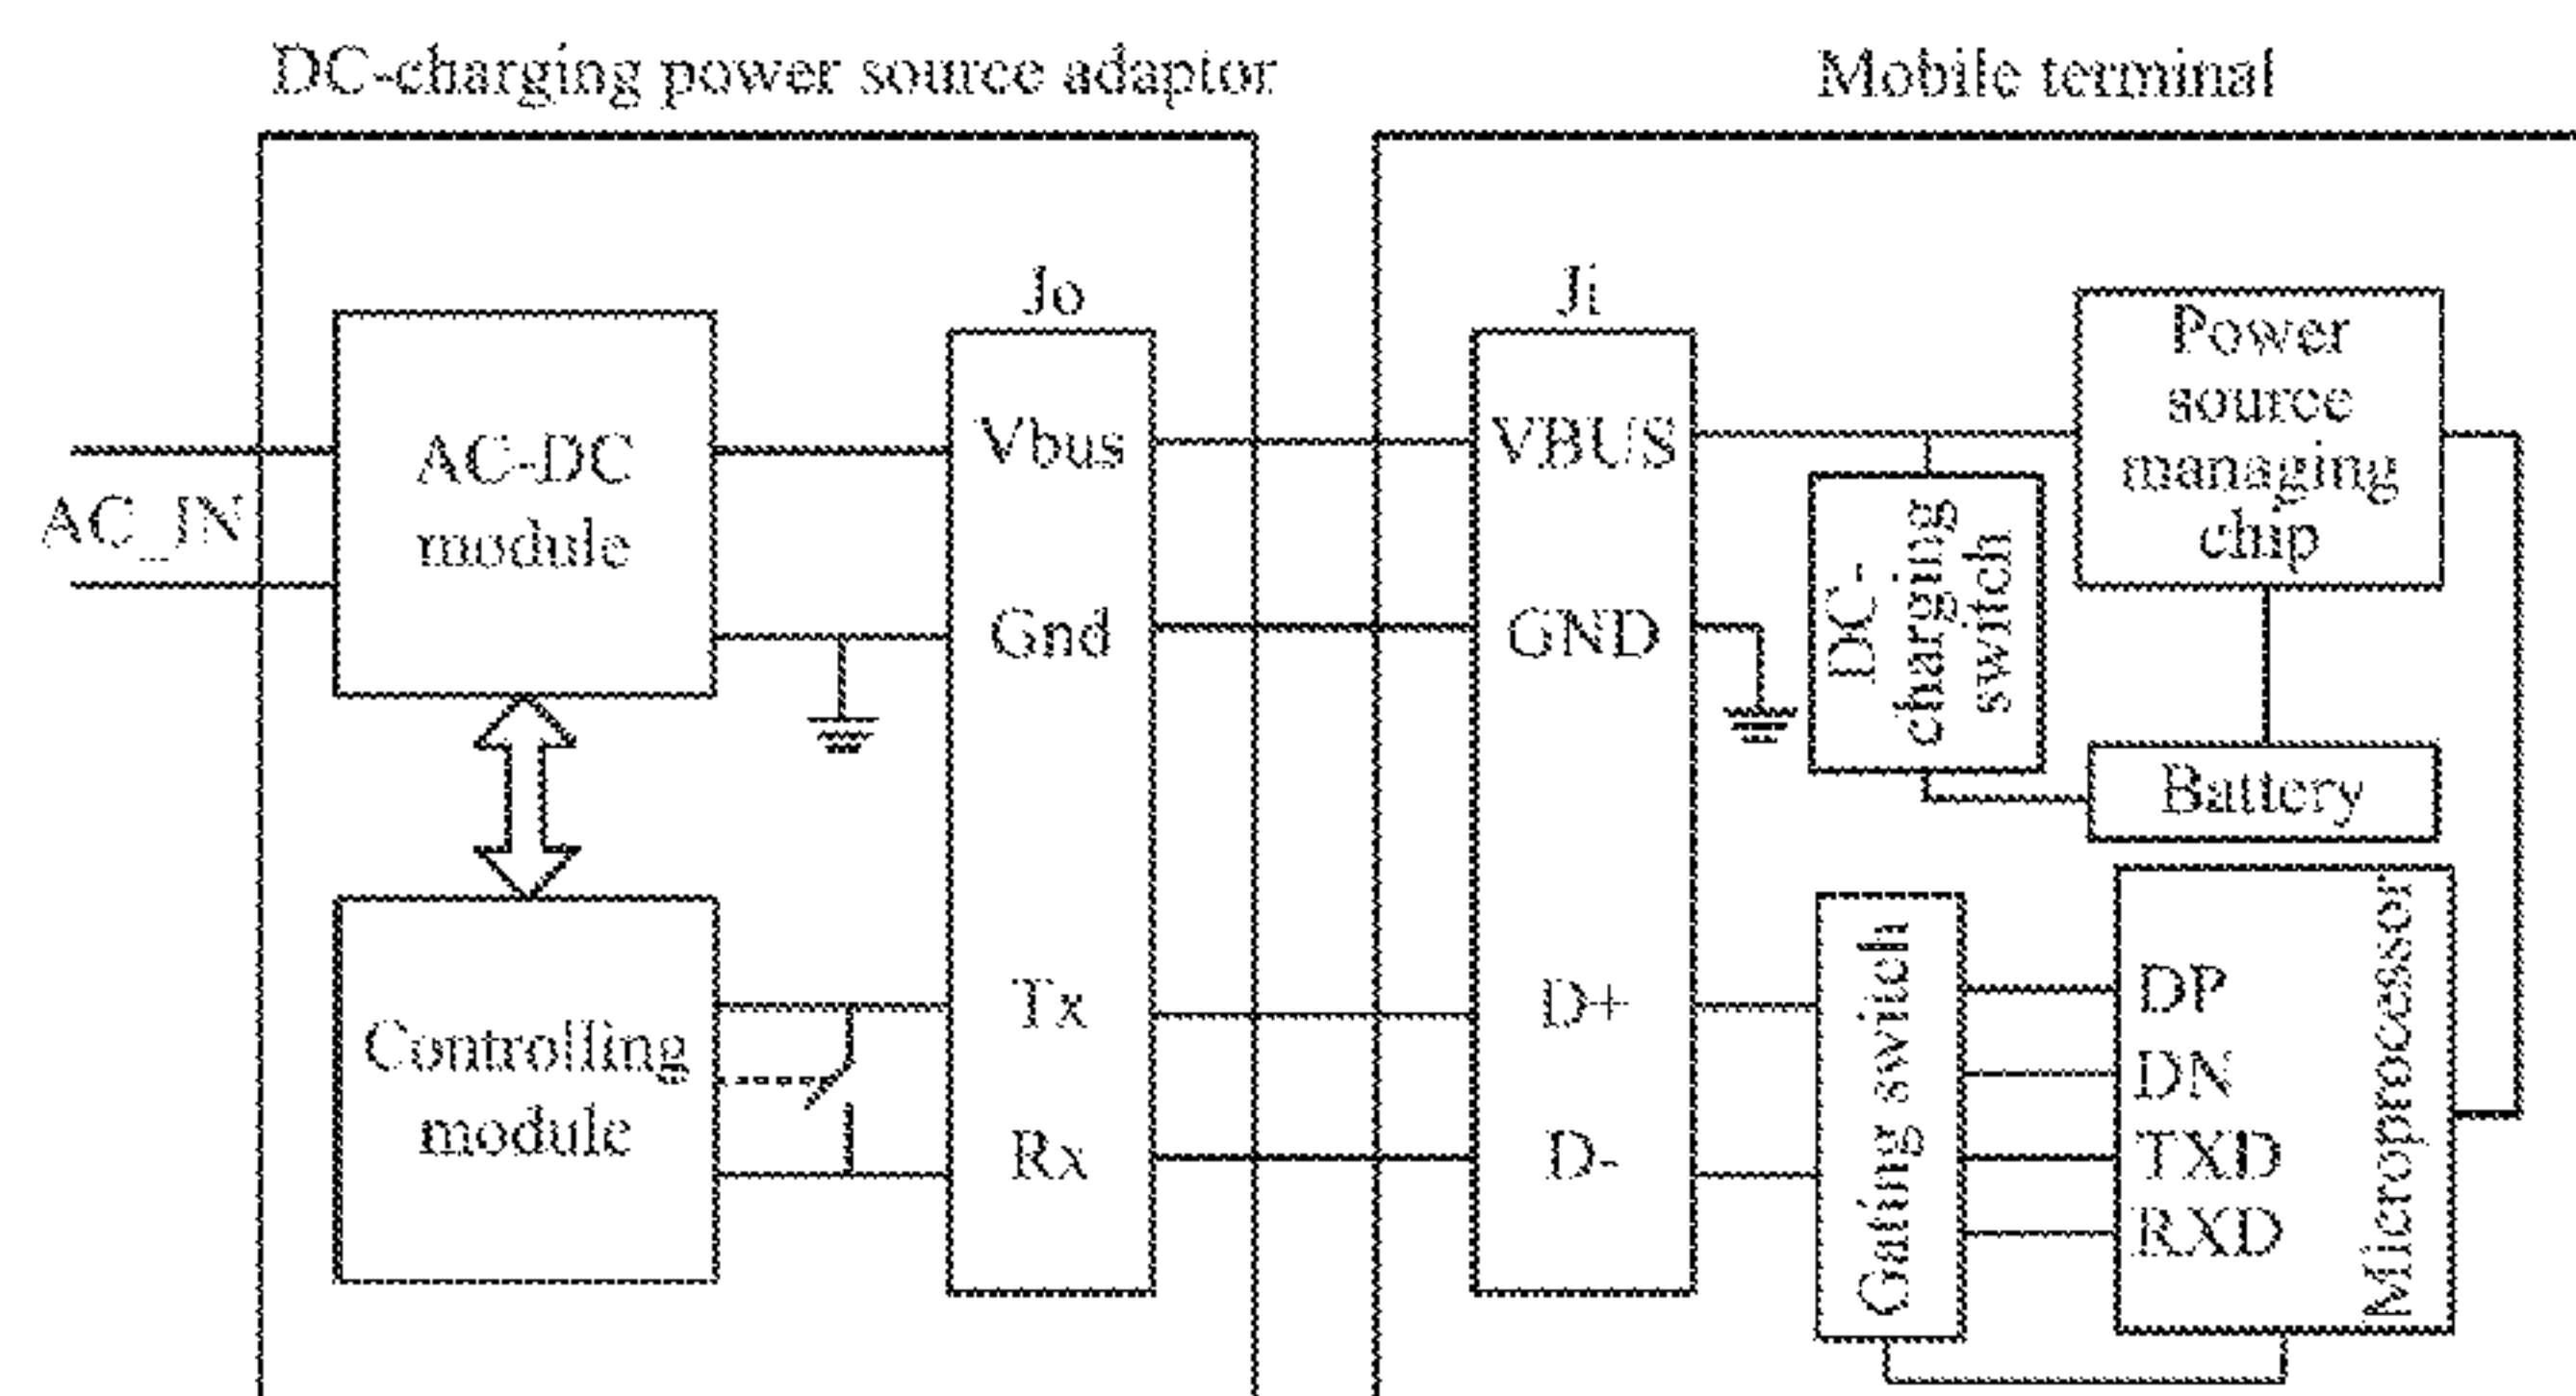 DC-charging power source adaptor
Mobile terminal
Jo
Ji
AC_IN
AC-DC
module
Vbus
Gnd
Tx
Rx
VBUS
GND
D+
D-
DC-
charging
switch
Power
source
managing
chip
Battery
Controlling
module
Gating switch
DP
DN
TXD
RXD
Microprocessor